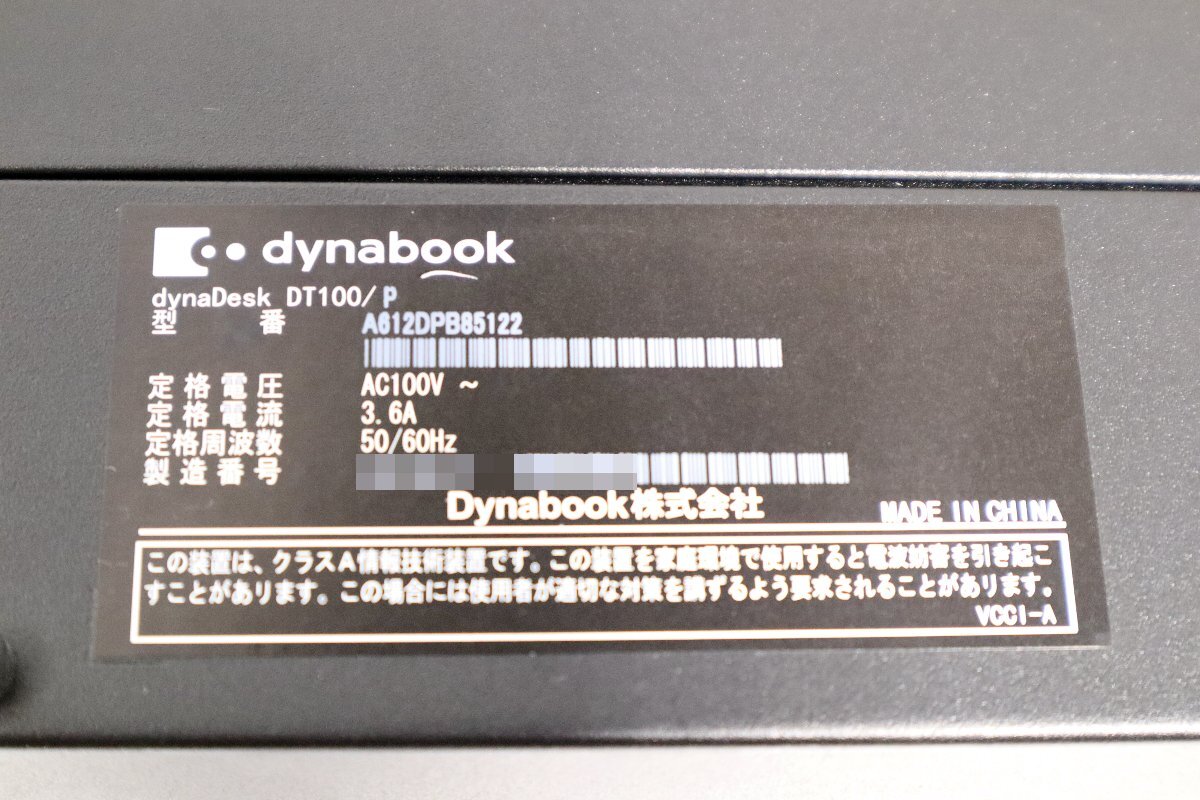 dynabook
dynaDesk DT100/P
型番 A612DPB85122
定格電圧 AC100V ~
定格電流 3.6A
定格周波数 50/60Hz
製造番号
Dynabook株式会社
MADE IN CHINA
この装置は、クラスA情報技術装置です。この装置を家庭環境で使用すると電波妨害を引き起こ
すことがあります。この場合には使用者が適切な対策を講ずるよう要求されることがあります。
VCCI-A